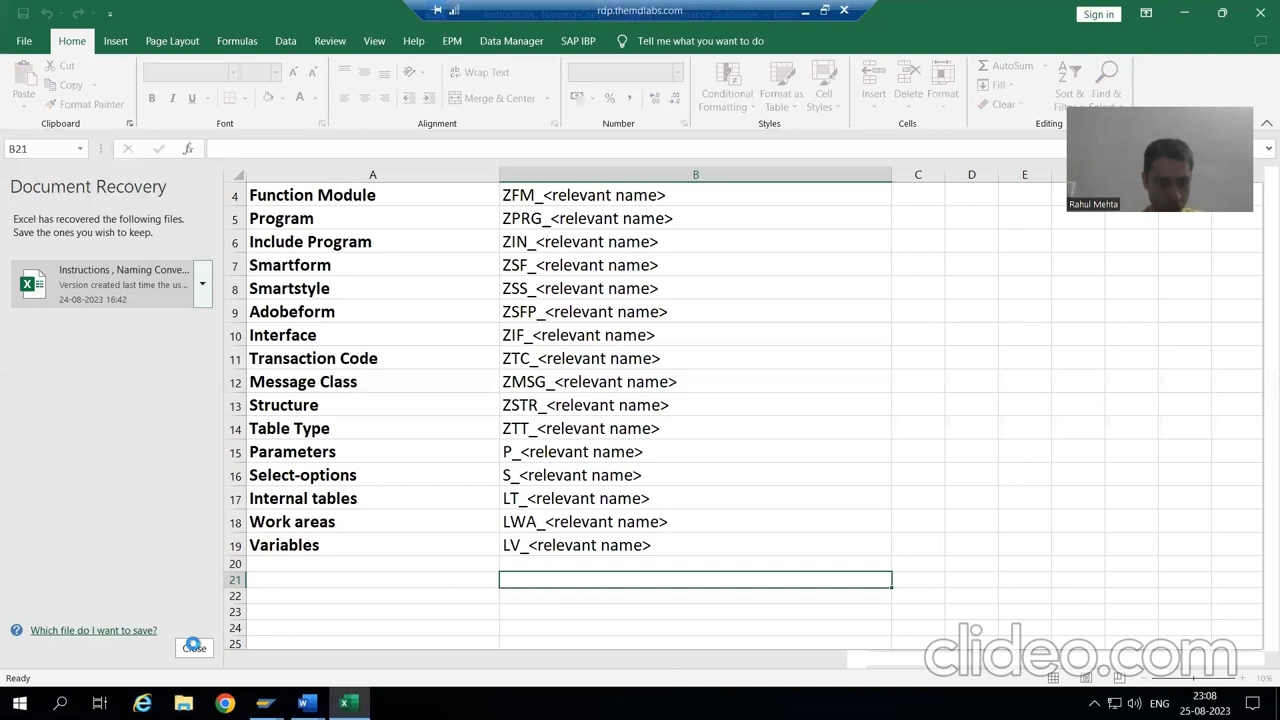 Instructions , Naming Conv
rmance Guidelines - Excel
rdp.themdlabs.com
Sign in
File Home Insert Page Layout Formulas Data Review View Help EPM Data Manager SAP IBP Tell me what you want to do
Paste
Cut
Copy
Format Painter
Wrap Text
Merge & Center
Conditional Formatting
Format as Table
Cell Styles
Insert
Delete
Format
AutoSum
Fill
Clear
Sort & Filter
Find & Select
Clipboard Font Alignment Number Styles Cells Editing
B21
fx
Document Recovery
Excel has recovered the following files.
Save the ones you wish to keep.
Instructions , Naming Conve...
Version created last time the us...
24-08-2023 16:42
Which file do I want to save?
Close
A B C D E
4 Function Module ZFM_<relevant name>
5 Program ZPRG_<relevant name>
6 Include Program ZIN_<relevant name>
7 Smartform ZSF_<relevant name>
8 Smartstyle ZSS_<relevant name>
9 Adobeform ZSFP_<relevant name>
10 Interface ZIF_<relevant name>
11 Transaction Code ZTC_<relevant name>
12 Message Class ZMSG_<relevant name>
13 Structure ZSTR_<relevant name>
14 Table Type ZTT_<relevant name>
15 Parameters P_<relevant name>
16 Select-options S_<relevant name>
17 Internal tables LT_<relevant name>
18 Work areas LWA_<relevant name>
19 Variables LV_<relevant name>
20
21
22
23
24
25
Rahul Mehta
clideo.com
Ready
10%
ENG
23:08
25-08-2023